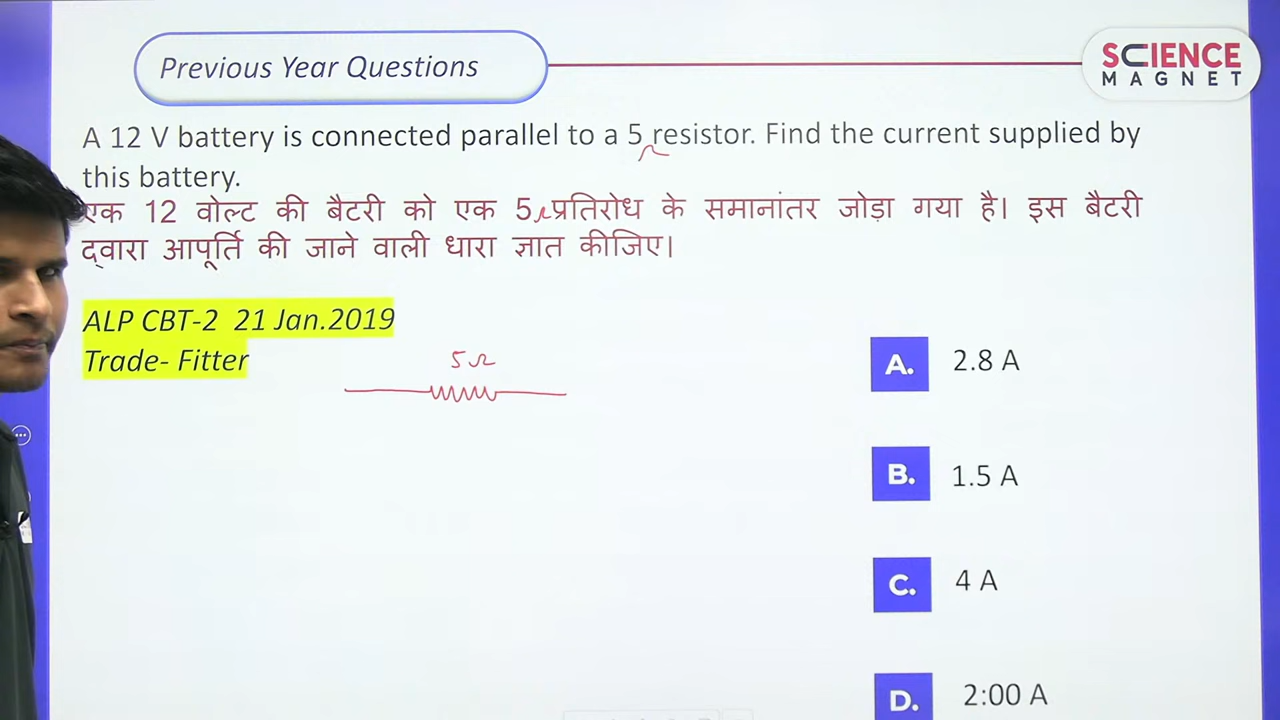 Previous Year Questions
SCIENCE
MAGNET
A 12 V battery is connected parallel to a 5 Ω resistor. Find the current supplied by
this battery.
एक 12 वोल्ट की बैटरी को एक 5Ω प्रतिरोध के समानांतर जोड़ा गया है। इस बैटरी
द्वारा आपूर्ति की जाने वाली धारा ज्ञात कीजिए।
ALP CBT-2 21 Jan.2019
Trade- Fitter
5 Ω
A. 2.8 A
B. 1.5 A
C. 4 A
D. 2:00 A